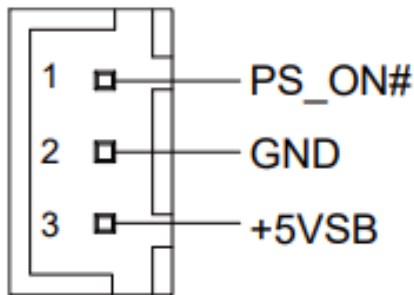 1 PS_ON#
2 GND
3 +5VSB